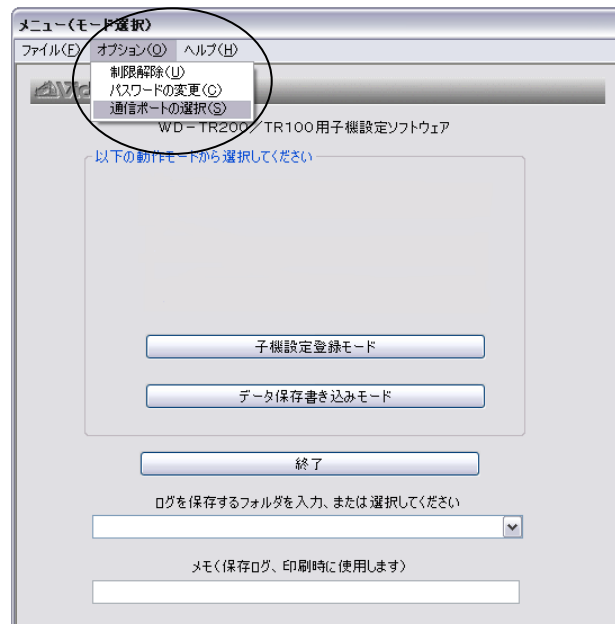 メニュー(モード選択)
ファイル(F) オプション(O) ヘルプ(H)
制限解除(U)
パスワードの変更(C)
通信ポートの選択(S)
WD-TR200/TR100用子機設定ソフトウェア
以下の動作モードから選択してください
子機設定登録モード
データ保存書き込みモード
終了
ログを保存するフォルダを入力、または選択してください
メモ(保存ログ、印刷時に使用します)